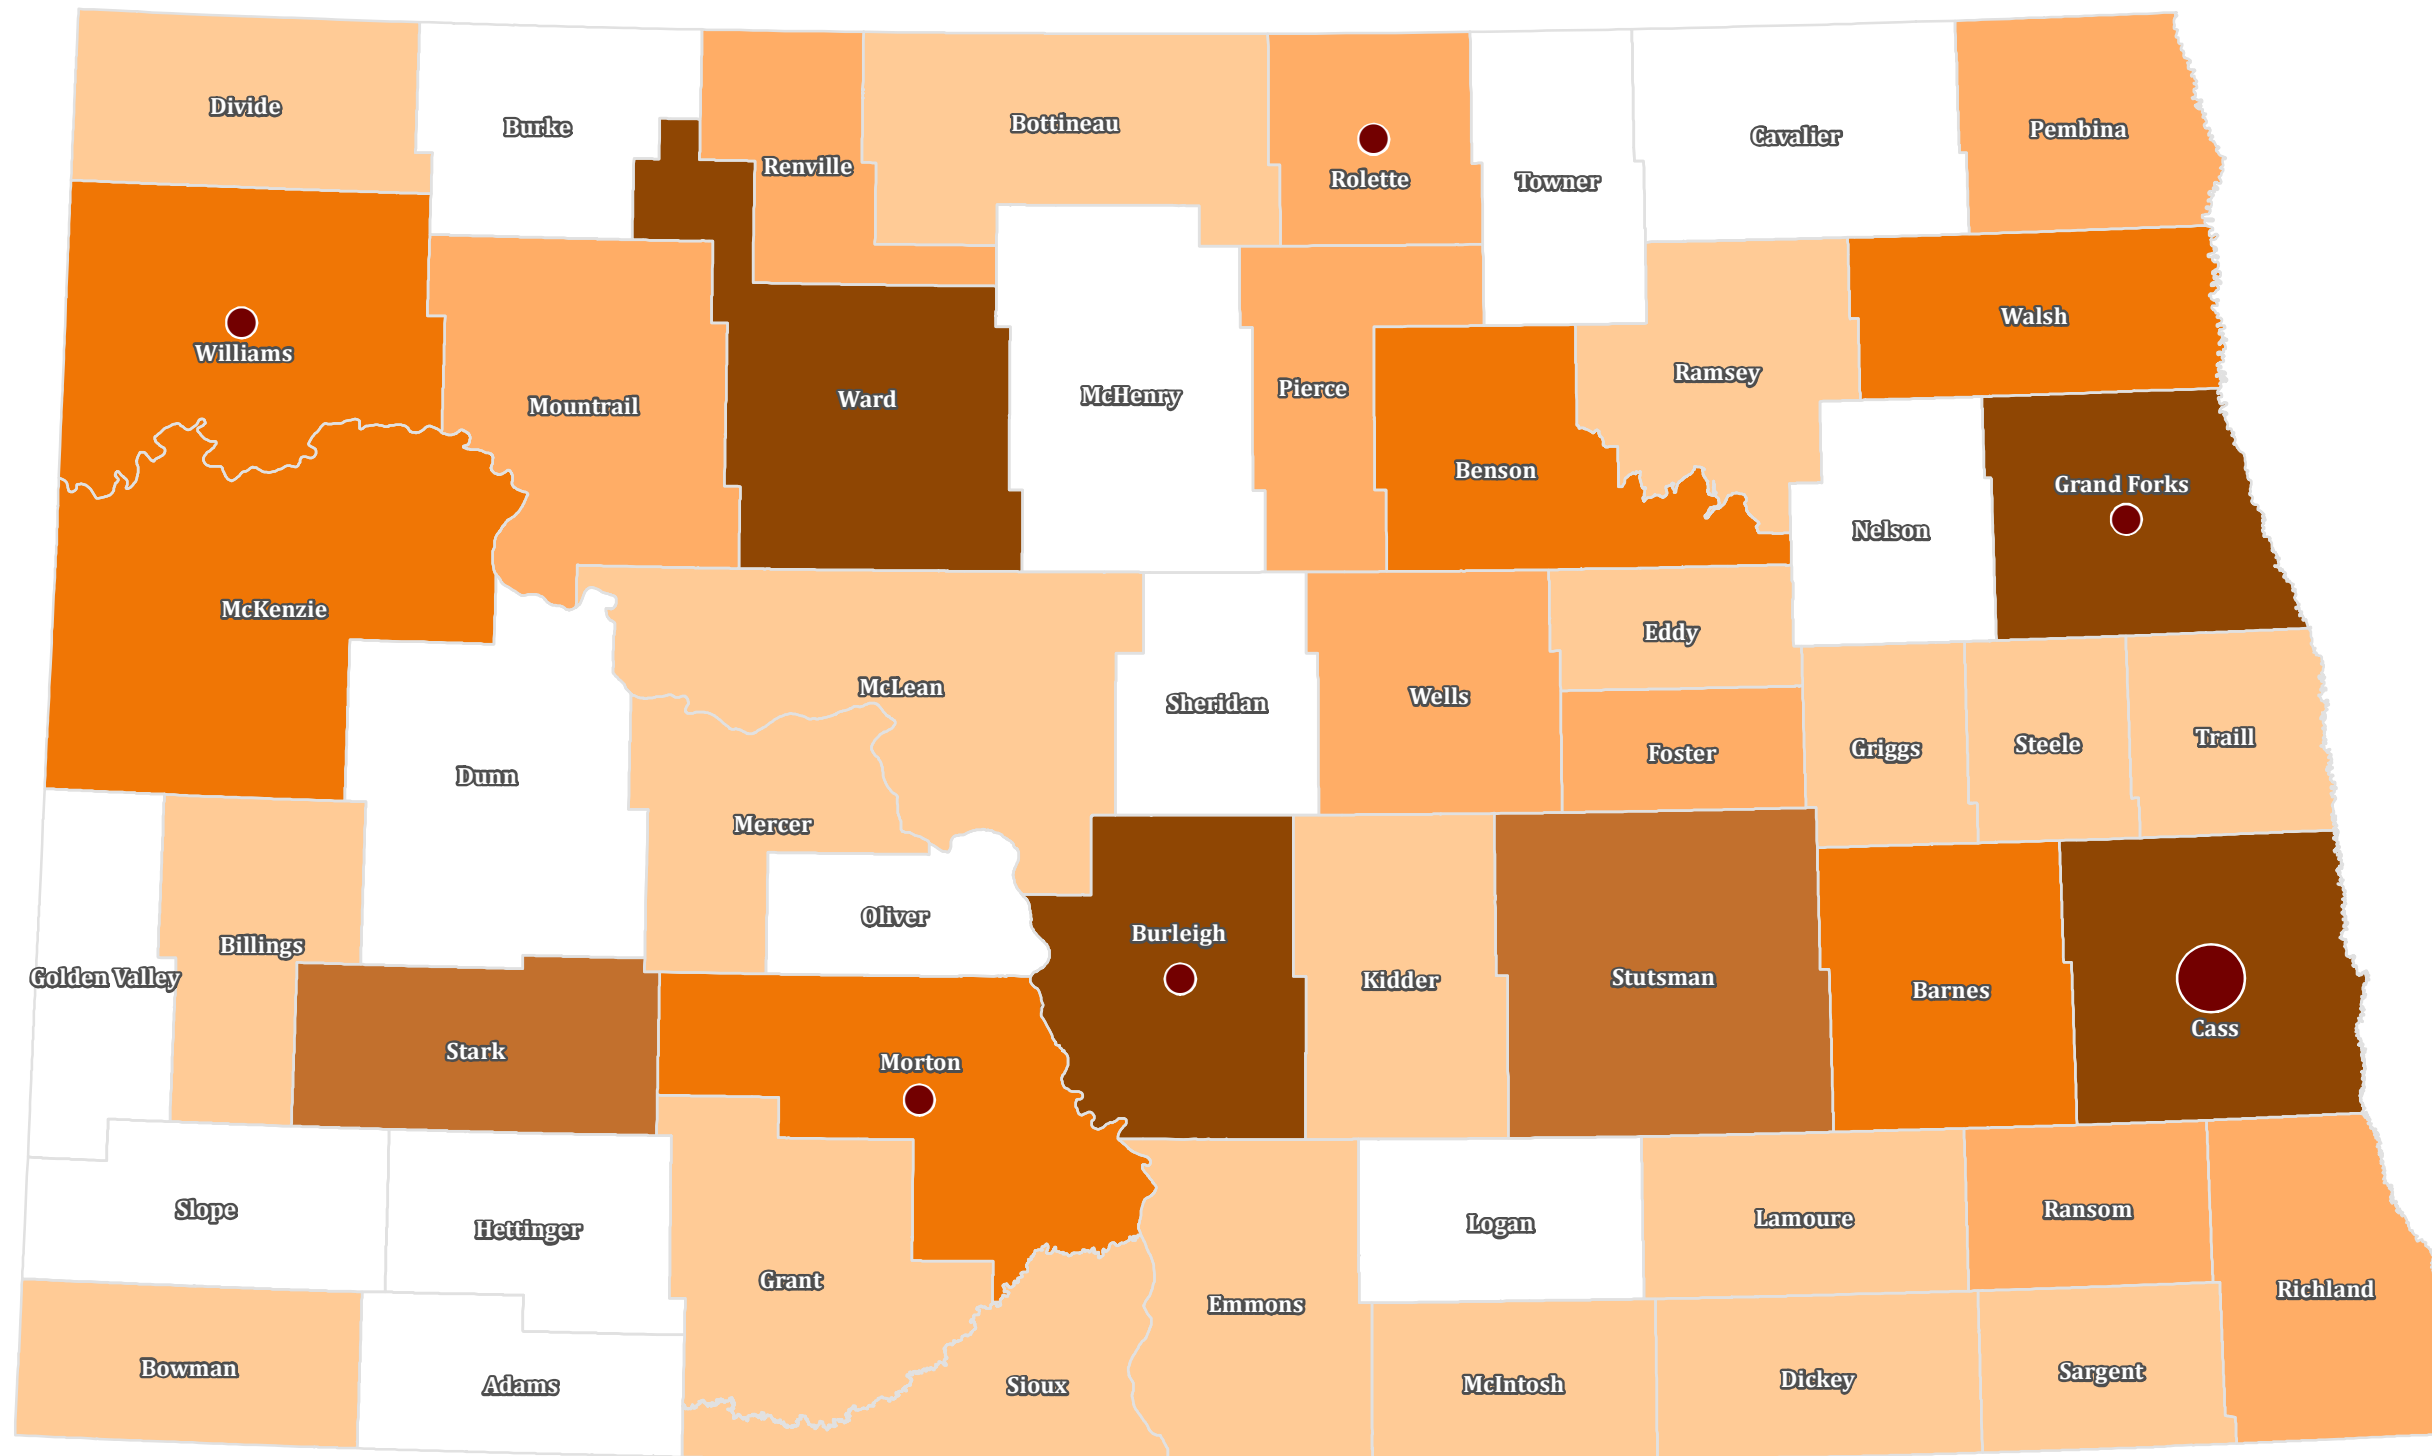 Divide
Burke
Renville
Bottineau
Rolette
Towner
Cavalier
Pembina
Williams
Mountrail
Ward
McHenry
Pierce
Benson
Ramsey
Walsh
Nelson
Grand Forks
McKenzie
Dunn
McLean
Mercer
Sheridan
Wells
Eddy
Foster
Griggs
Steele
Traill
Golden Valley
Billings
Stark
Oliver
Morton
Burleigh
Kidder
Stutsman
Barnes
Cass
Slope
Hettinger
Grant
Bowman
Adams
Sioux
Emmons
Logan
McIntosh
Lamoure
Dickey
Ransom
Sargent
Richland